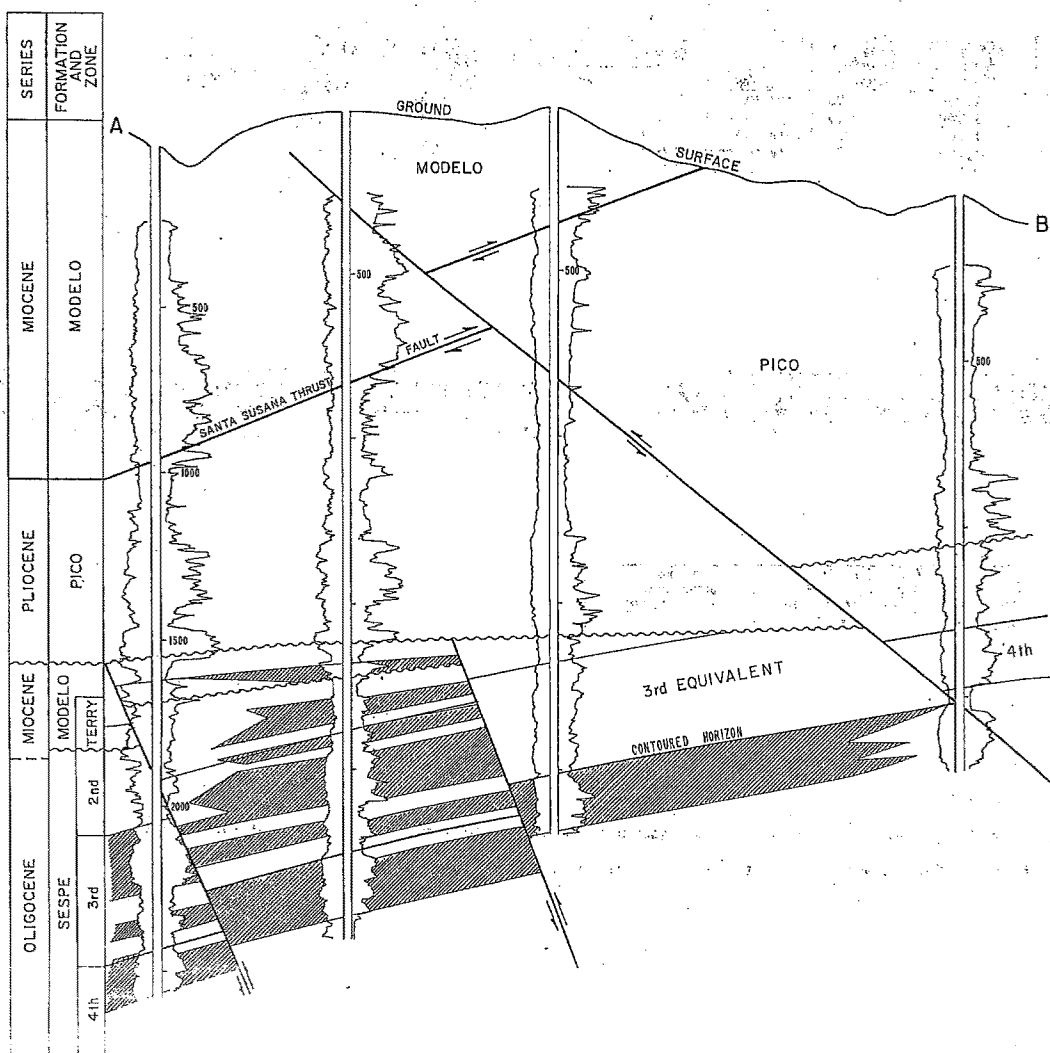 SERIES
FORMATION
AND
ZONE
A
GROUND
SURFACE
B
MODELO
MIOCENE
MODELO
500
500
500
500
PICO
SANTA SUSANA THRUST FAULT
1000
PLIOCENE
PICO
1500
MIOCENE
MODELO
TERRY
3rd EQUIVALENT
4th
CONTOURED HORIZON
2nd
2000
OLIGOCENE
SESPE
3rd
4th